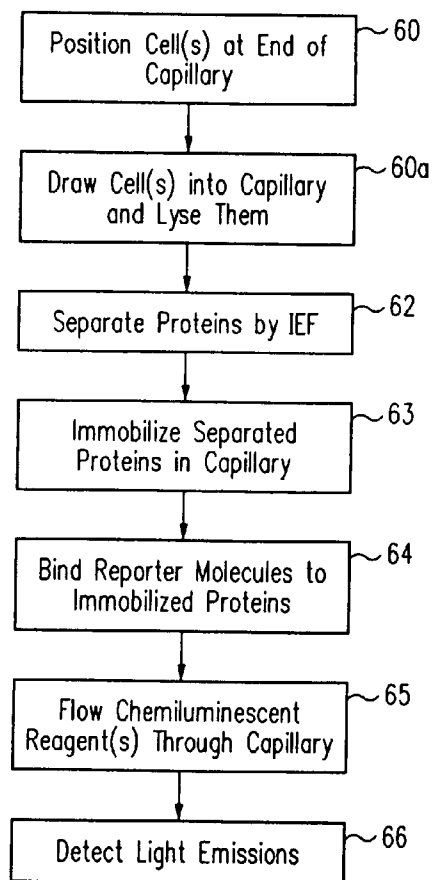 Position Cell(s) at End of
Capillary
60
Draw Cell(s) into Capillary
and Lyse Them
60a
Separate Proteins by IEF
62
Immobilize Separated
Proteins in Capillary
63
Bind Reporter Molecules to
Immobilized Proteins
64
Flow Chemiluminescent
Reagent(s) Through Capillary
65
Detect Light Emissions
66